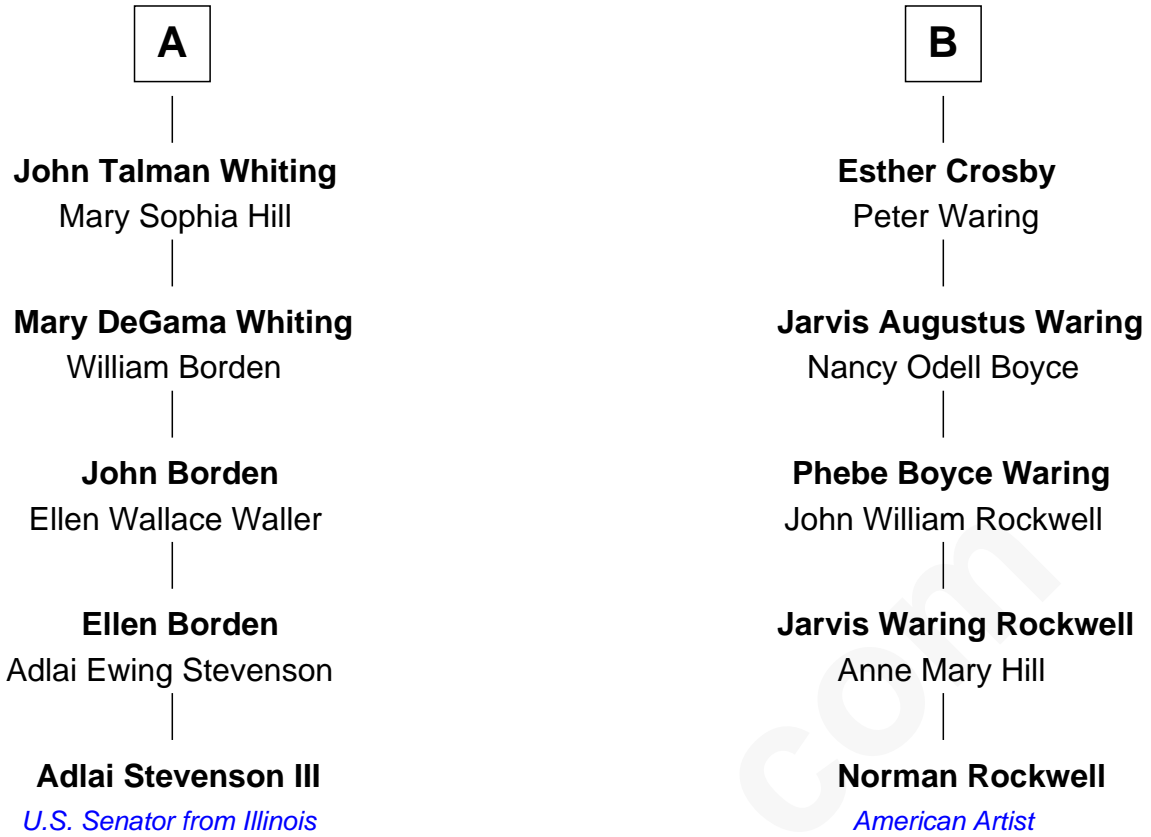 A
John Talman Whiting
Mary Sophia Hill
Mary DeGama Whiting
William Borden
John Borden
Ellen Wallace Waller
Ellen Borden
Adlai Ewing Stevenson
Adlai Stevenson III
U.S. Senator from Illinois
B
Esther Crosby
Peter Waring
Jarvis Augustus Waring
Nancy Odell Boyce
Phebe Boyce Waring
John William Rockwell
Jarvis Waring Rockwell
Anne Mary Hill
Norman Rockwell
American Artist
com